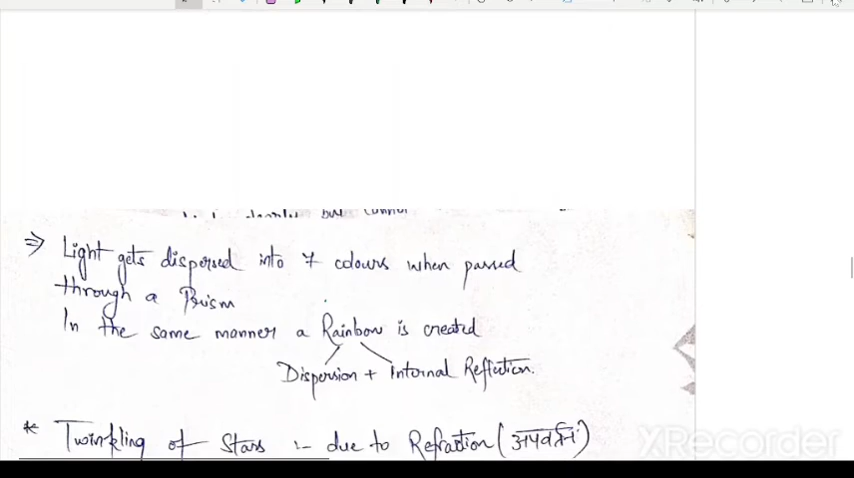 ⇒ Light gets dispersed into 7 colours when passed
through a Prism
In the same manner a Rainbow is created
Dispersion + Internal Reflection.
* Twinkling of Stars :- due to Refraction (अपवर्तन)
XRecorder